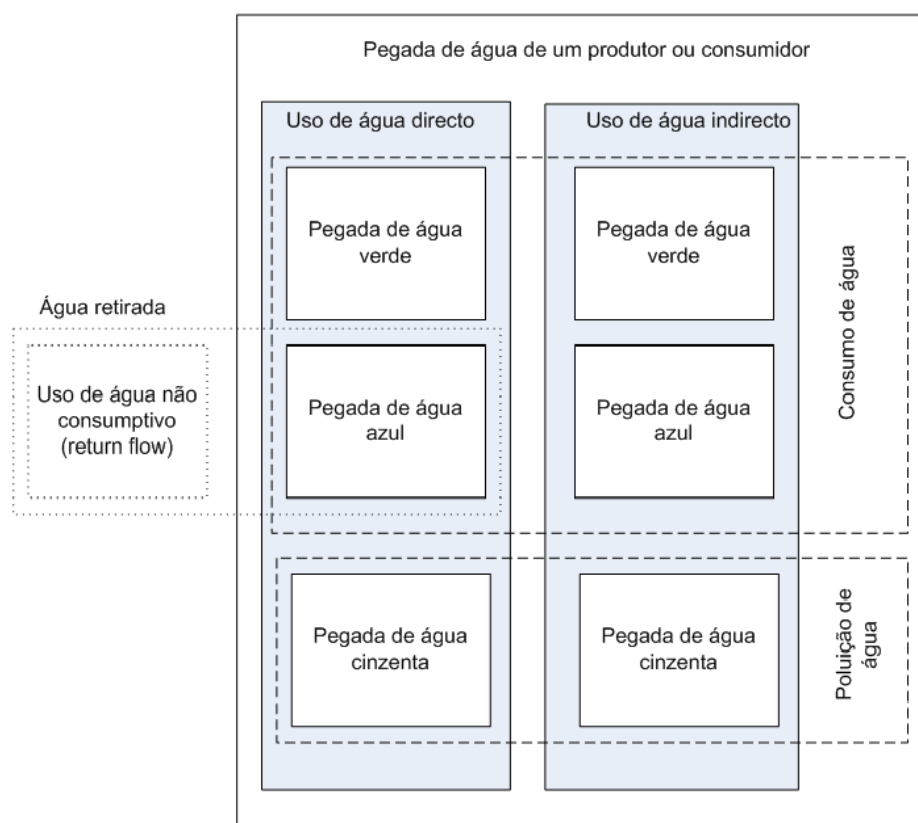 Pegada de água de um produtor ou consumidor
Uso de água directo
Uso de água indirecto
Pegada de água
verde
Pegada de água
verde
Consumo de água
Água retirada
Uso de água não
consumptivo
(return flow)
Pegada de água
azul
Pegada de água
azul
Pegada de água
cinzenta
Pegada de água
cinzenta
Poluição de
água